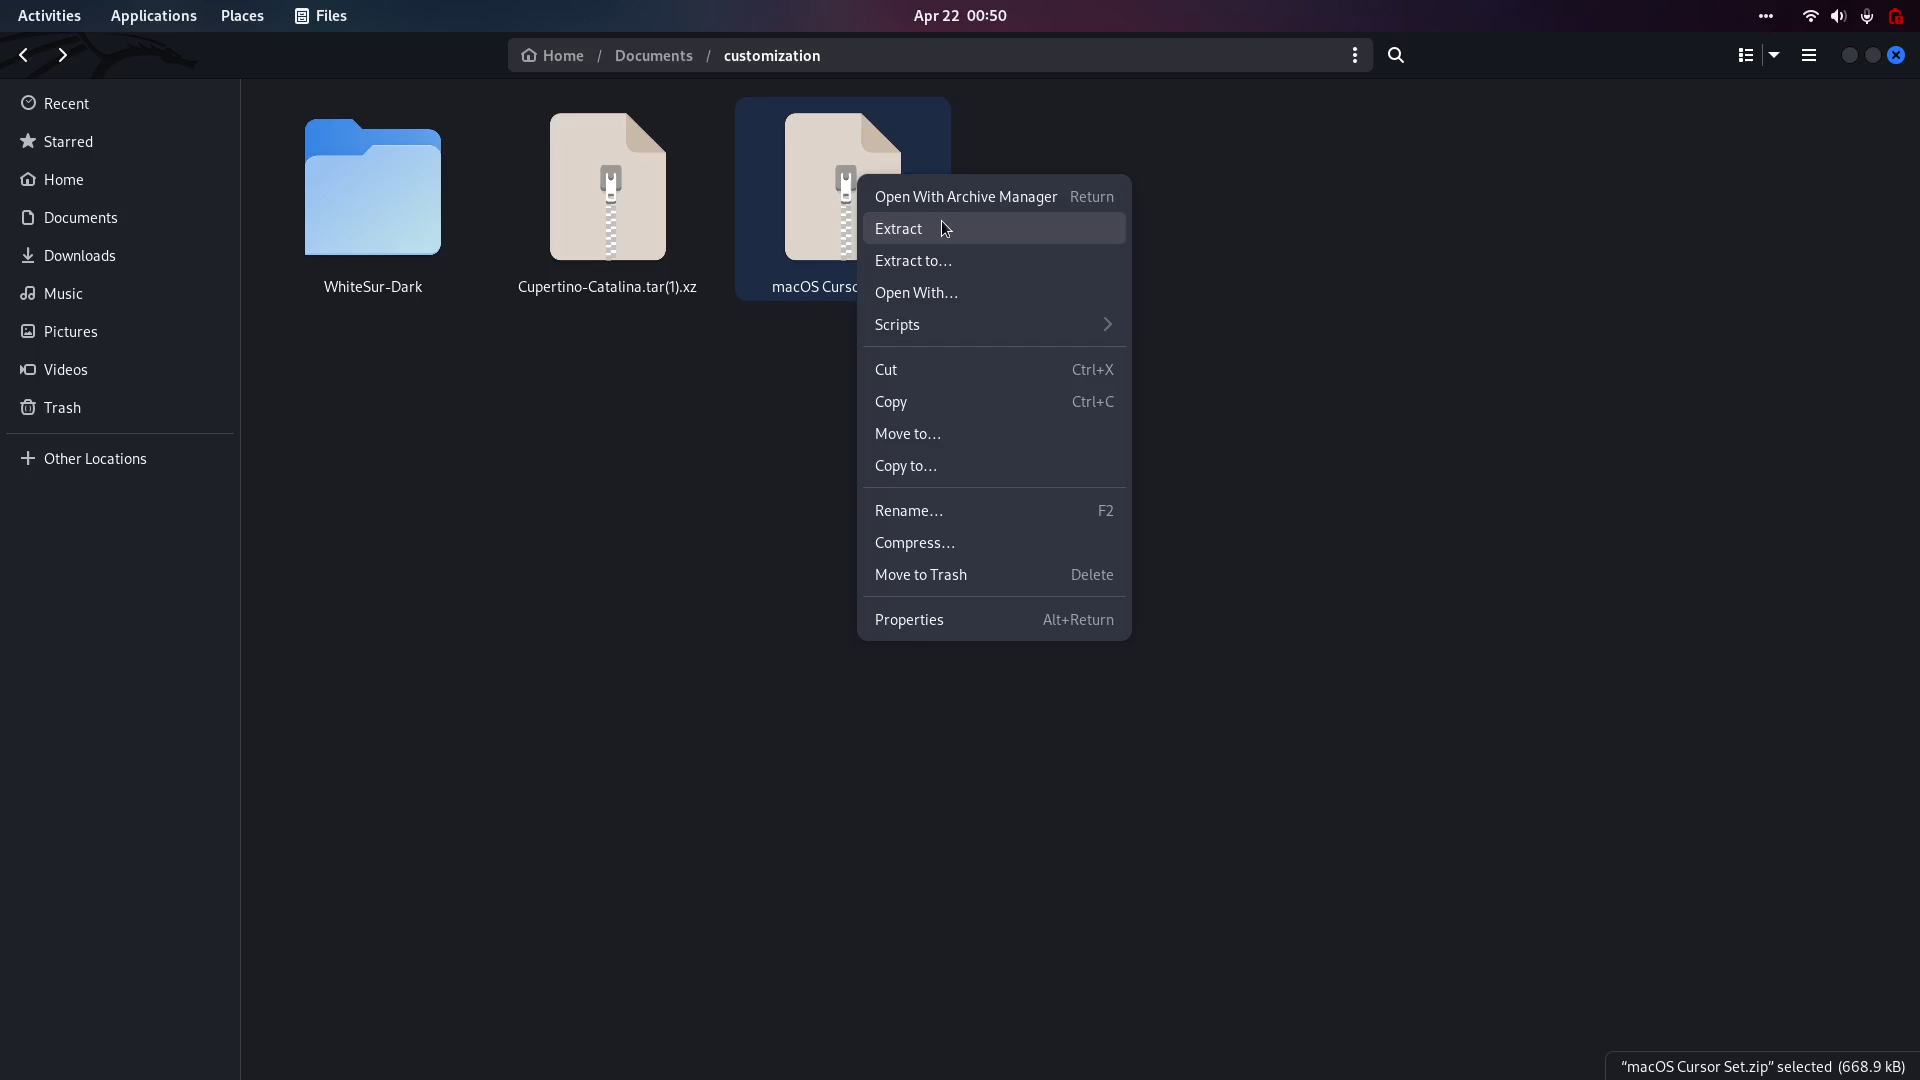 Activities Applications Places Files Apr 22 00:50
Home / Documents / customization
Recent
Starred
Home
Documents
Downloads
Music
Pictures
Videos
Trash
Other Locations
WhiteSur-Dark
Cupertino-Catalina.tar(1).xz
macOS Curso
Open With Archive Manager Return
Extract
Extract to...
Open With...
Scripts
Cut Ctrl+X
Copy Ctrl+C
Move to...
Copy to...
Rename... F2
Compress...
Move to Trash Delete
Properties Alt+Return
"macOS Cursor Set.zip" selected (668.9 kB)